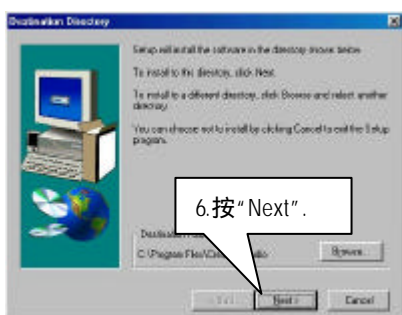 Destination Directory
Setup will install the software in the directory shown below.
To install to this directory, click Next.
To install to a different directory, click Browse and select another
directory.
You can choose not to install by clicking Cancel to exit the Setup
program.
6.按“Next”.
C:\Program Files\
Browse...
Next >
Cancel